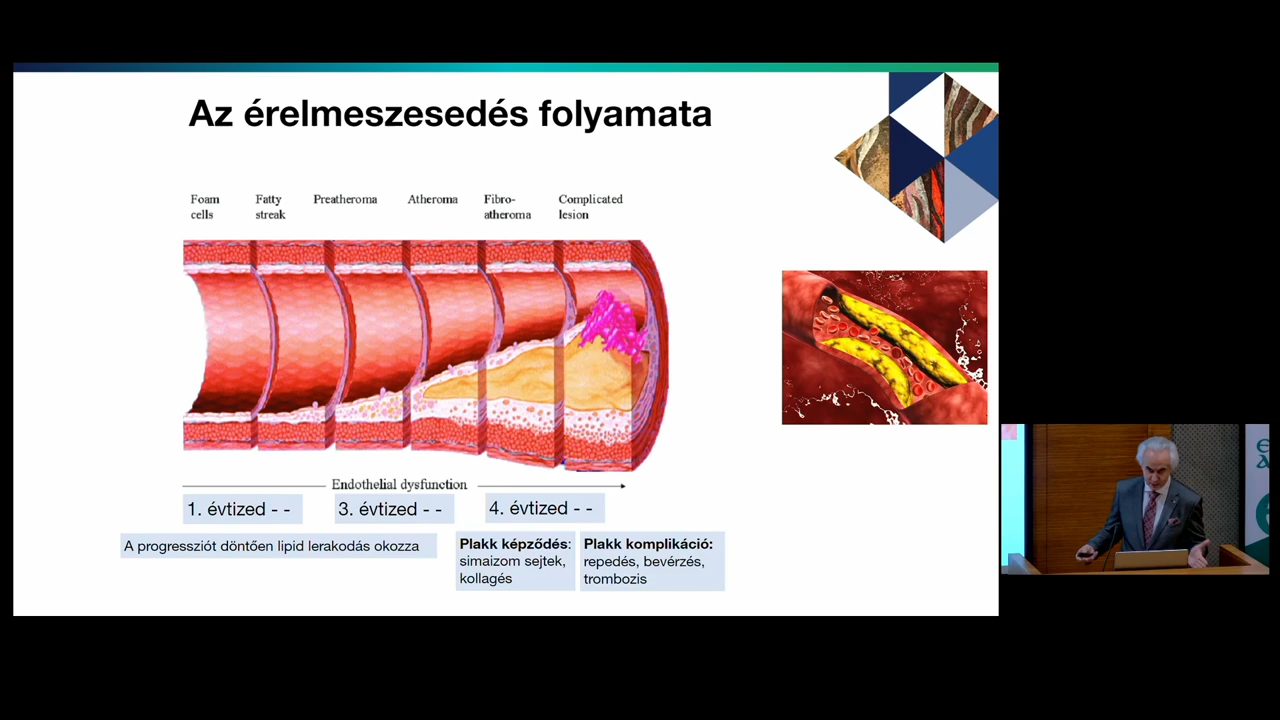 Az érelmeszesedés folyamata
Foam cells
Fatty streak
Preatheroma
Atheroma
Fibro-atheroma
Complicated lesion
Endothelial dysfunction
1. évtized - -
3. évtized - -
4. évtized - -
A progressziót döntően lipid lerakodás okozza
Plakk képződés:
simaizom sejtek,
kollagés
Plakk komplikáció:
repedés, bevérzés,
trombozis